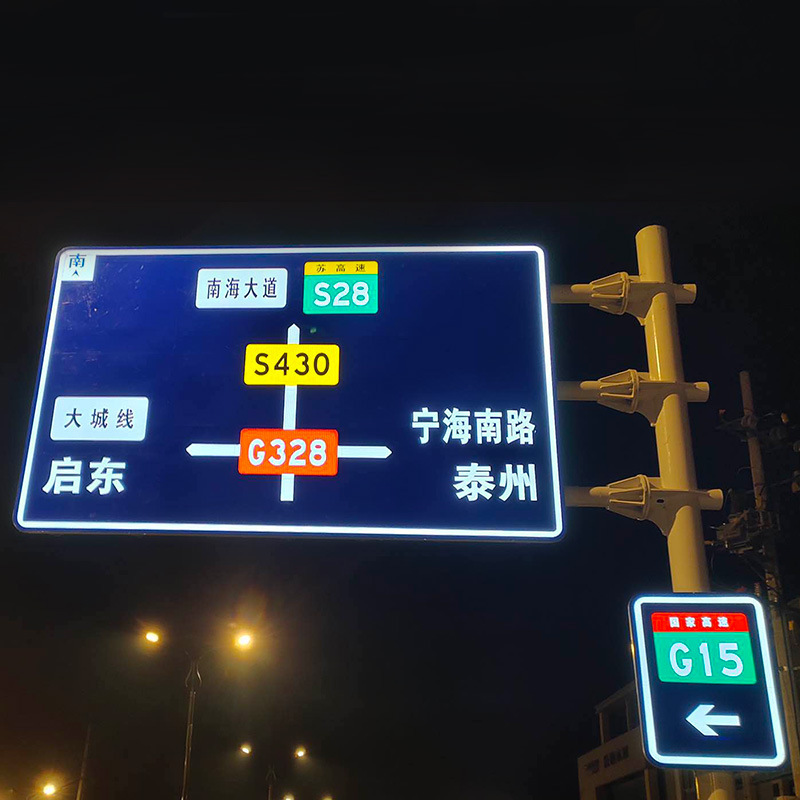 南
南海大道
苏高速
S28
S430
大城线
G328
宁海南路
启东
泰州
国家高速
G15